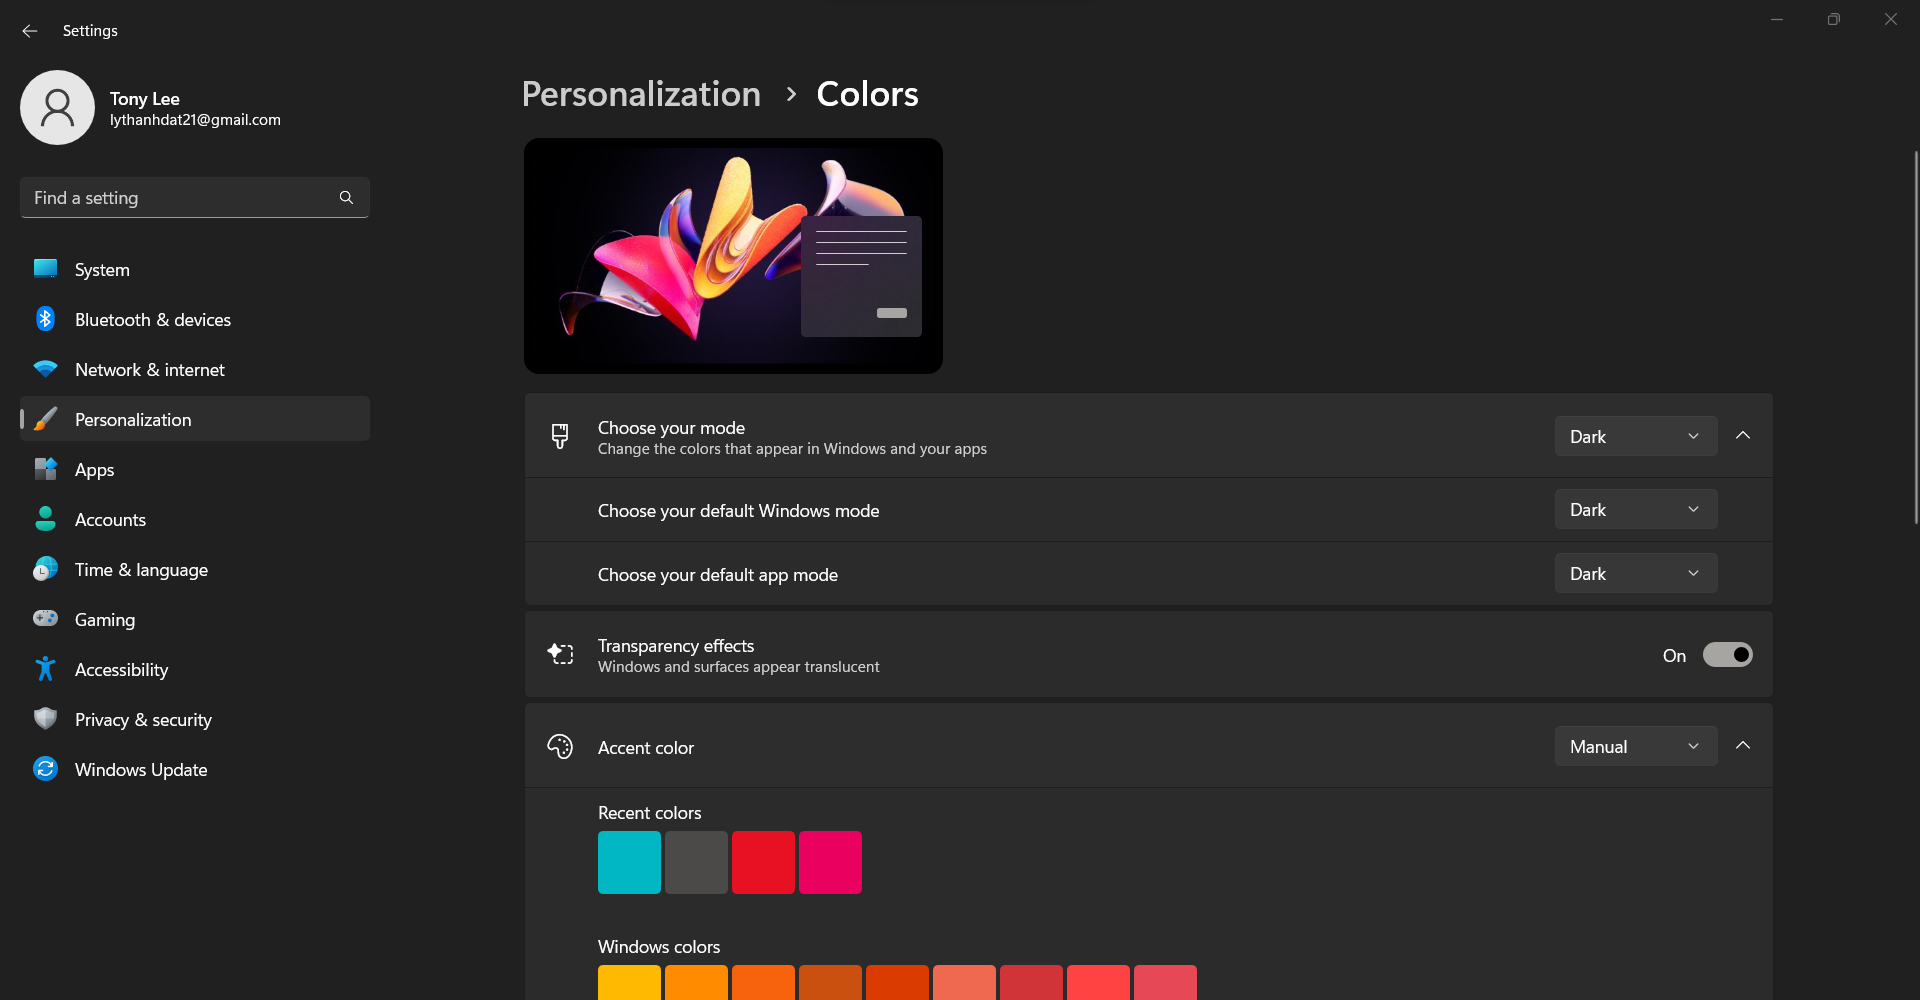 Settings
Tony Lee
lythanhdat21@gmail.com
Find a setting
System
Bluetooth & devices
Network & internet
Personalization
Apps
Accounts
Time & language
Gaming
Accessibility
Privacy & security
Windows Update
Personalization > Colors
Choose your mode
Change the colors that appear in Windows and your apps
Dark
Choose your default Windows mode
Dark
Choose your default app mode
Dark
Transparency effects
Windows and surfaces appear translucent
On
Accent color
Manual
Recent colors
Windows colors